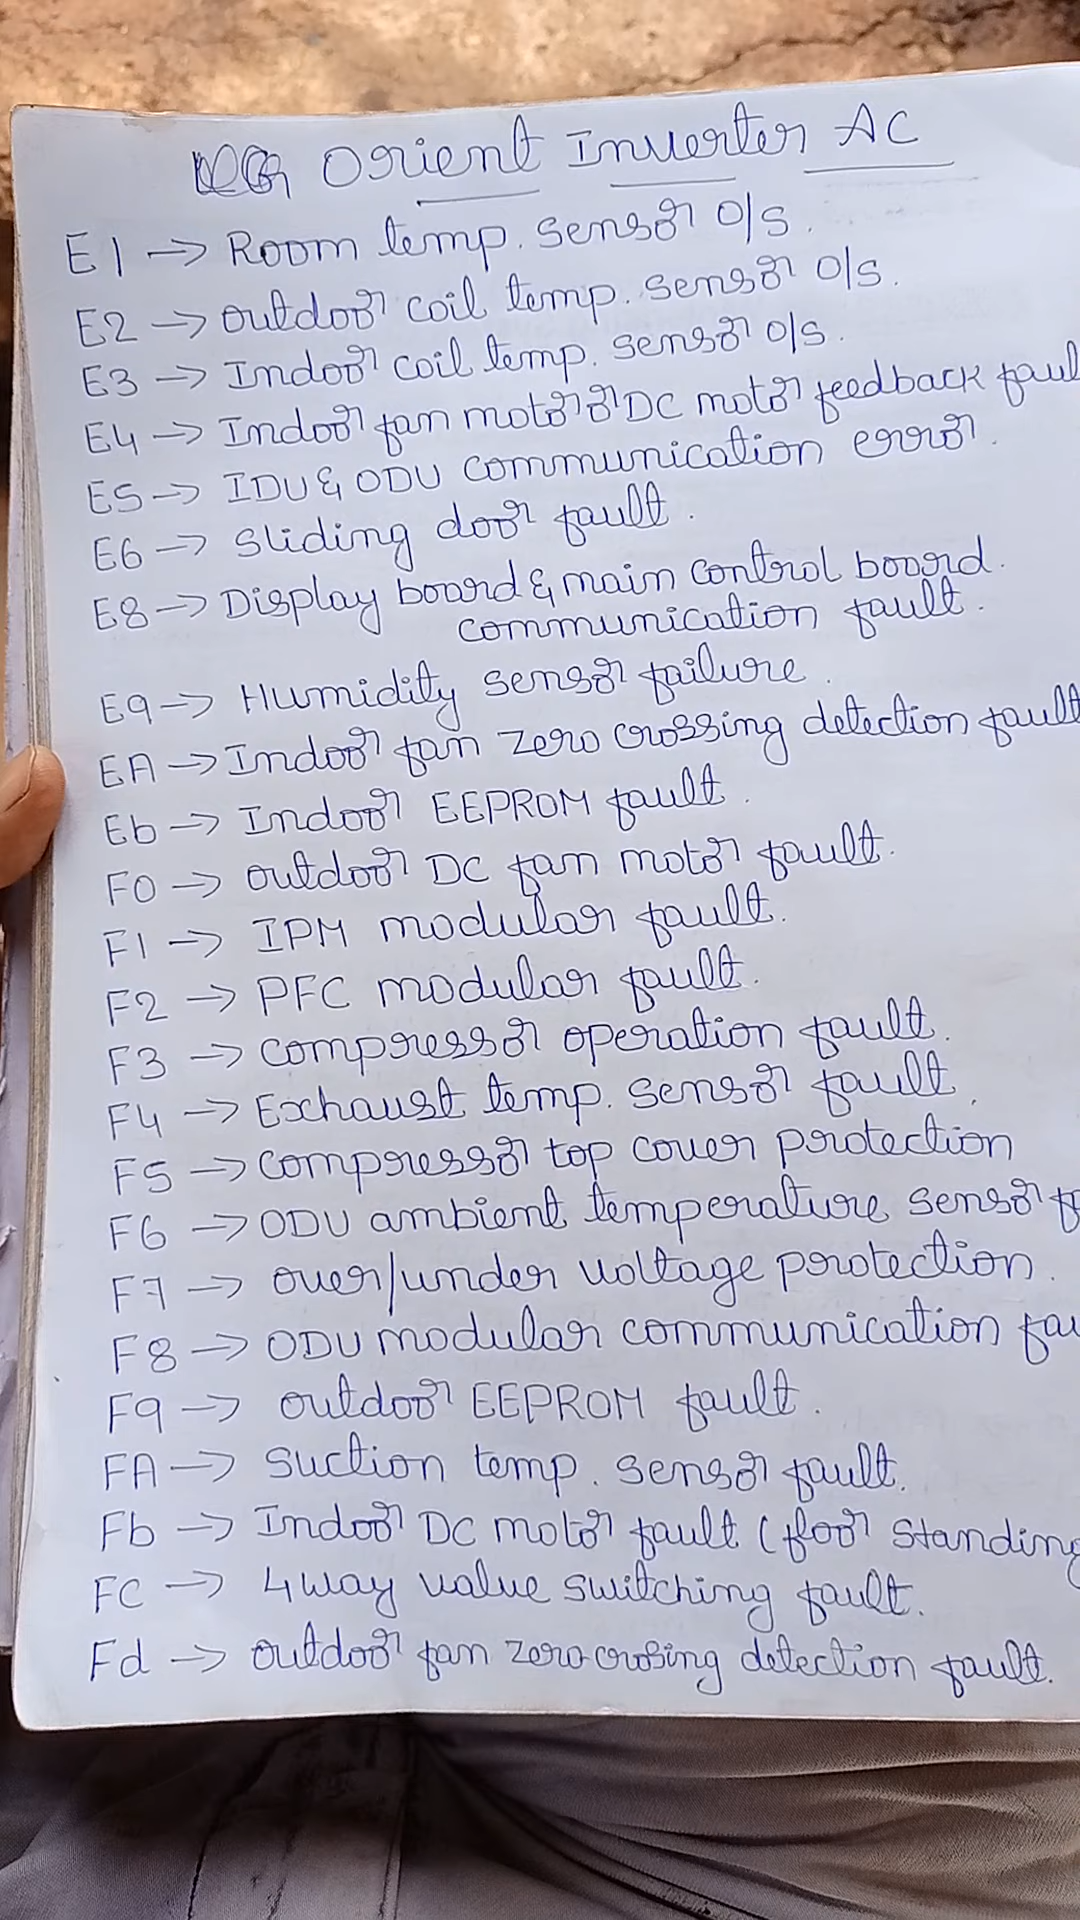 Orient Inverter AC
E1 → Room temp. sensor o/s.
E2 → outdoor coil temp. sensor o/s.
E3 → Indoor coil temp. sensor o/s.
E4 → Indoor fan motor or DC motor feedback faul
E5 → IDU & ODU communication error.
E6 → sliding door fault.
E8 → Display board & main control board.
communication fault.
E9 → Humidity sensor failure.
EA → Indoor fan zero crossing detection fault
Eb → Indoor EEPROM fault.
F0 → outdoor DC fan motor fault.
F1 → IPM modular fault.
F2 → PFC modular fault.
F3 → compressor operation fault.
F4 → Exhaust temp. sensor fault.
F5 → compressor top cover protection
F6 → ODU ambient temperature sensor f
F7 → over/under voltage protection.
F8 → ODU modular communication fau
F9 → outdoor EEPROM fault.
FA → suction temp. sensor fault.
Fb → Indoor DC motor fault (floor standing
FC → 4 way value switching fault.
Fd → outdoor fan zero crosing detection fault.